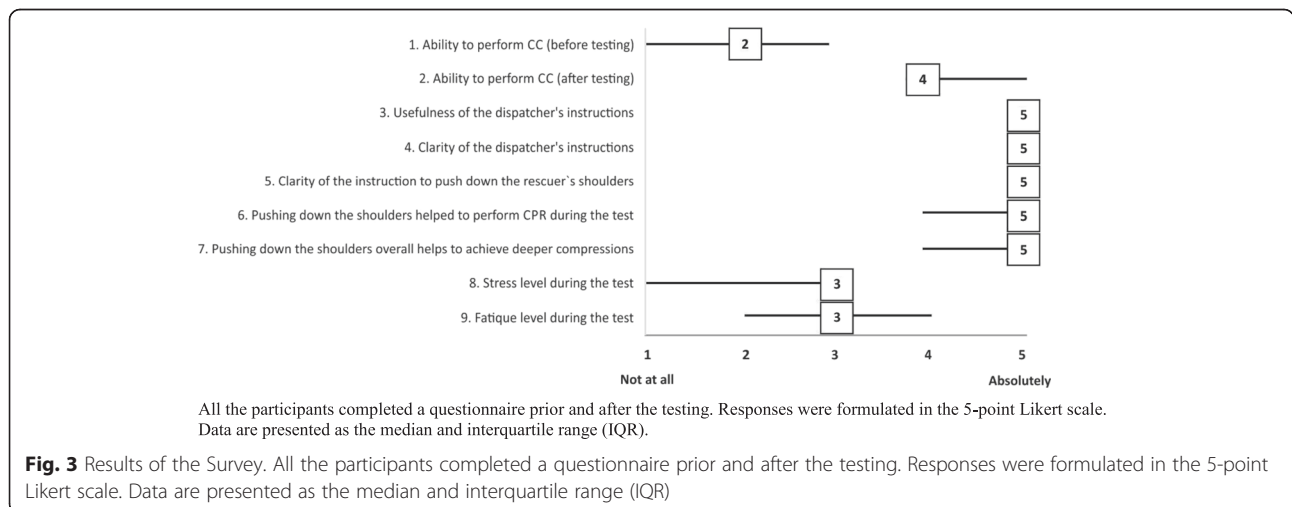 1. Ability to perform CC (before testing)
2
2. Ability to perform CC (after testing)
4
3. Usefulness of the dispatcher's instructions
5
4. Clarity of the dispatcher's instructions
5
5. Clarity of the instruction to push down the rescuer`s shoulders
5
6. Pushing down the shoulders helped to perform CPR during the test
5
7. Pushing down the shoulders overall helps to achieve deeper compressions
5
8. Stress level during the test
3
9. Fatique level during the test
3
1 2 3 4 5
Not at all Absolutely
All the participants completed a questionnaire prior and after the testing. Responses were formulated in the 5-point Likert scale.
Data are presented as the median and interquartile range (IQR).
Fig. 3 Results of the Survey. All the participants completed a questionnaire prior and after the testing. Responses were formulated in the 5-point
Likert scale. Data are presented as the median and interquartile range (IQR)